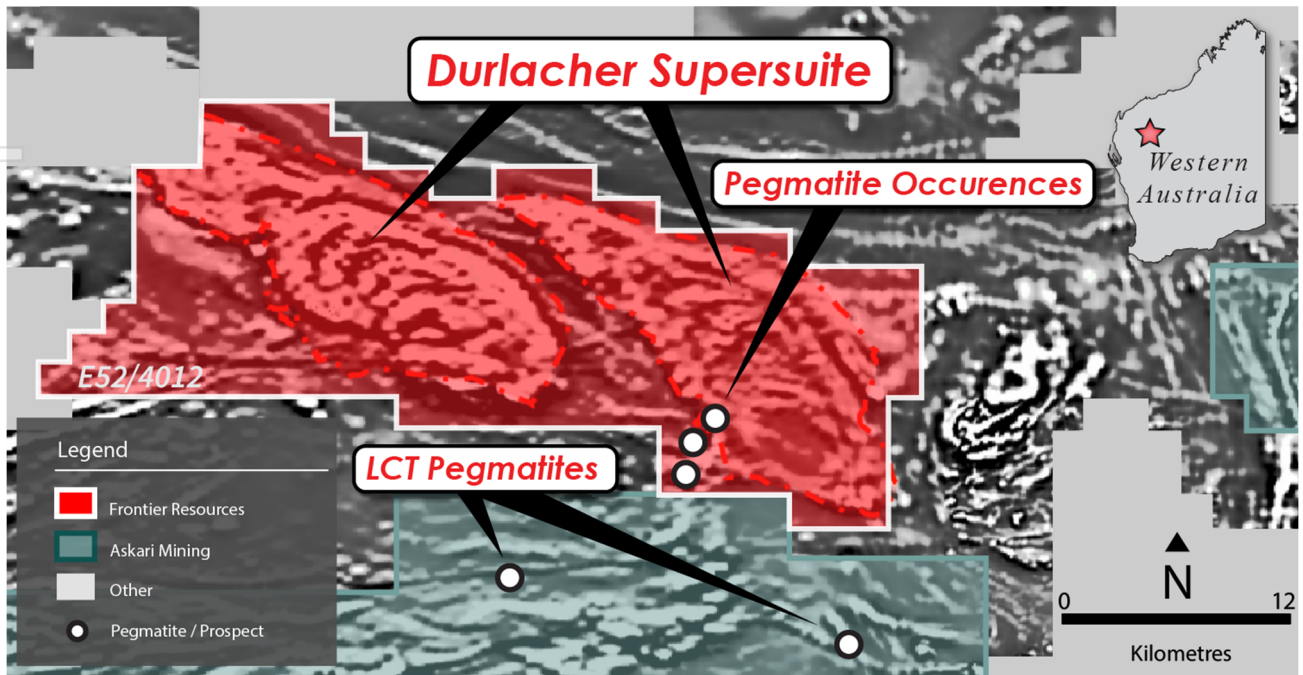 Durlacher Supersuite
Western
Australia
Pegmatite Occurences
E52/4012
LCT Pegmatites
Legend
Frontier Resources
Askari Mining
Other
Pegmatite / Prospect
N
0 12
Kilometres